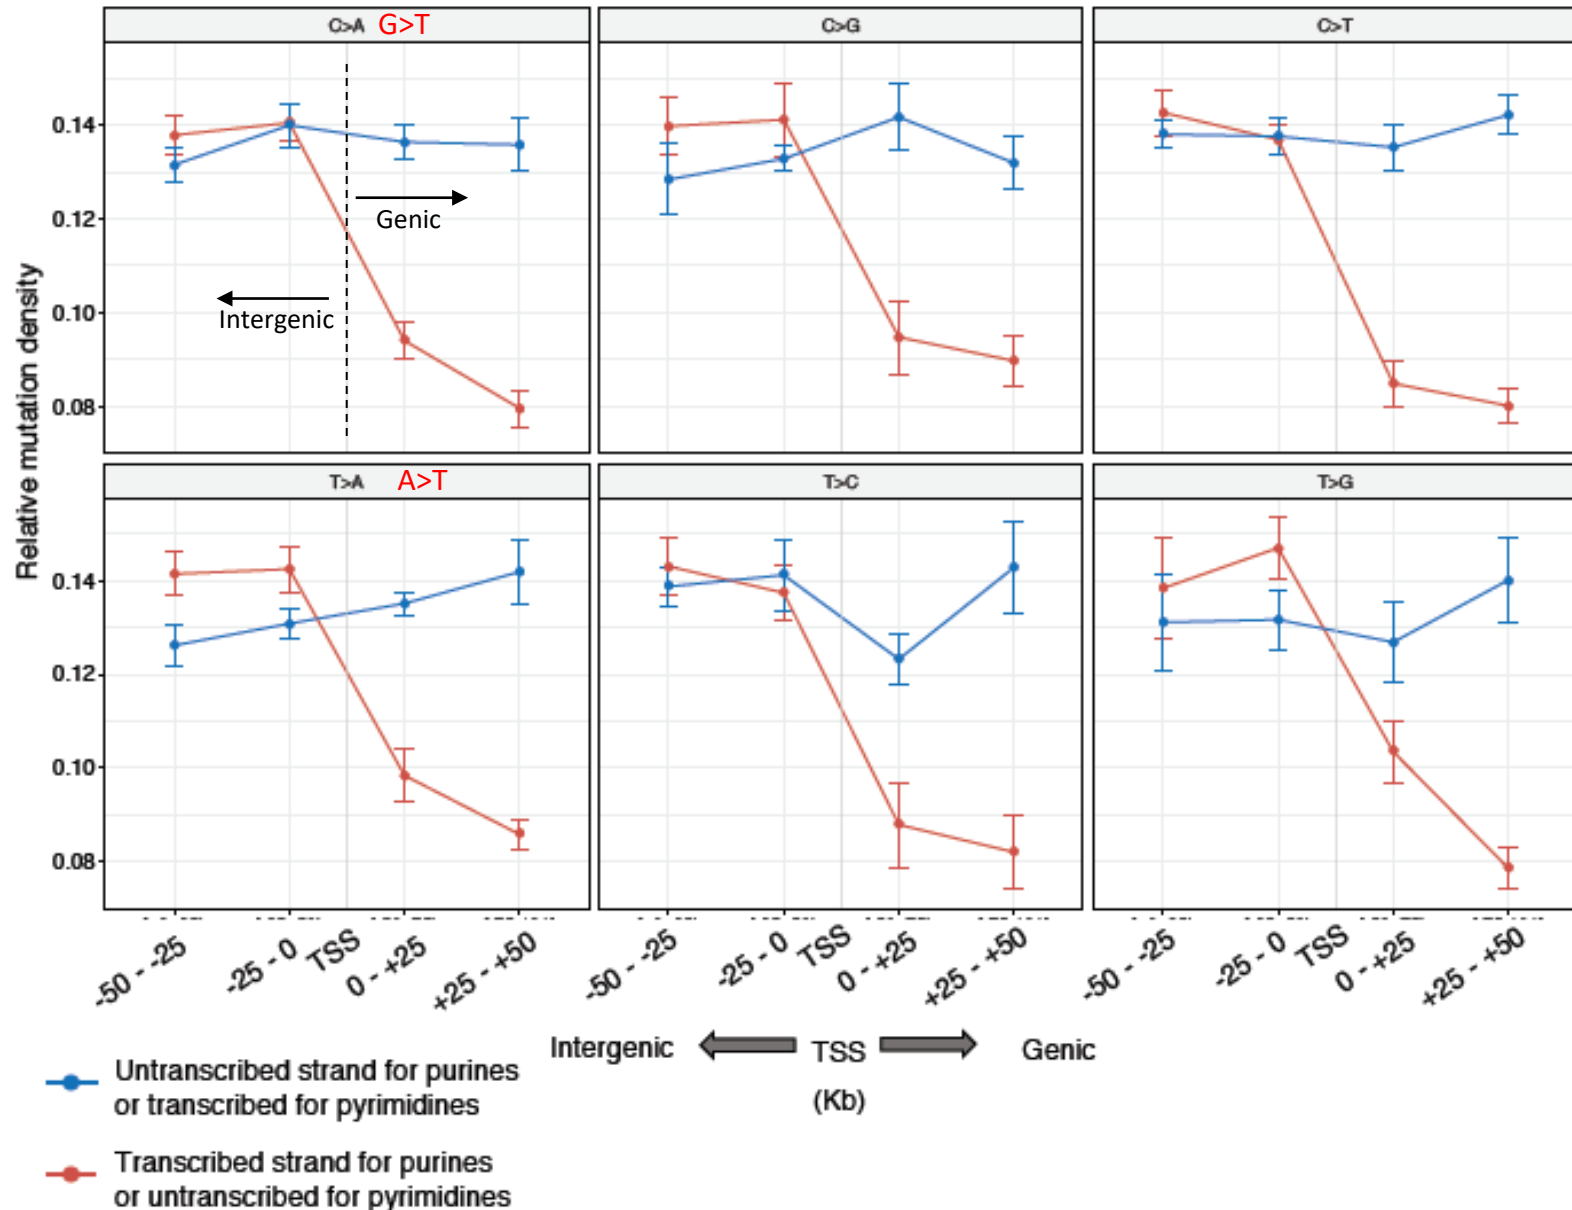 C>A G>T
C>G
C>T
0.14
0.12
0.10
0.08
Genic
Intergenic
Relative mutation density
T>A A>T
T>C
T>G
0.14
0.12
0.10
0.08
-50 - -25
-25 - 0
TSS
0 - +25
+25 - +50
-50 - -25
-25 - 0
TSS
0 - +25
+25 - +50
-50 - -25
-25 - 0
TSS
0 - +25
+25 - +50
Intergenic TSS Genic
(Kb)
Untranscribed strand for purines
or transcribed for pyrimidines
Transcribed strand for purines
or untranscribed for pyrimidines